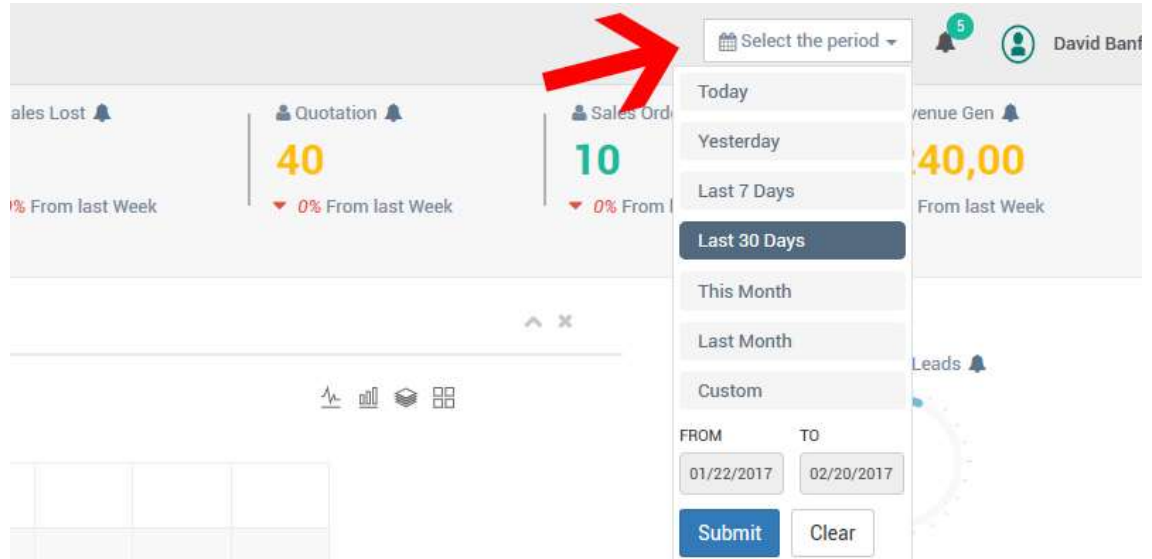 Select the period
5
David Banf
ales Lost
Quotation
Sales Ord
venue Gen
40
10
40,00
% From last Week
0% From last Week
0% From l
From last Week
Today
Yesterday
Last 7 Days
Last 30 Days
This Month
Last Month
Custom
Leads
FROM
TO
01/22/2017
02/20/2017
Submit
Clear